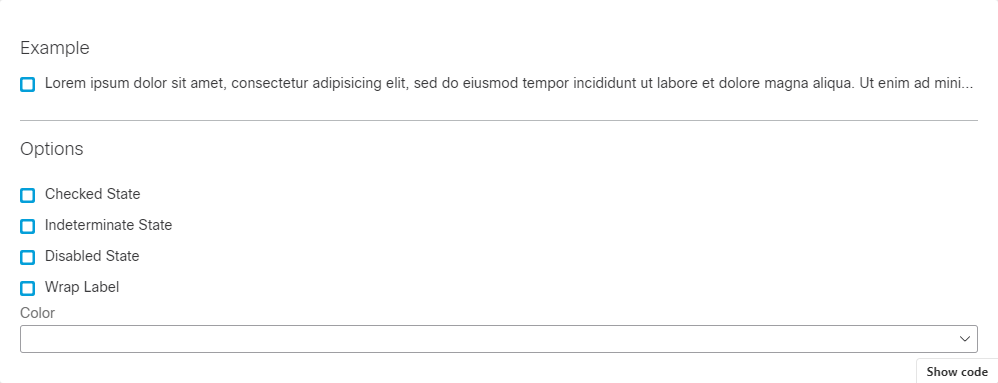 Example
Lorem ipsum dolor sit amet, consectetur adipisicing elit, sed do eiusmod tempor incididunt ut labore et dolore magna aliqua. Ut enim ad mini...
Options
Checked State
Indeterminate State
Disabled State
Wrap Label
Color
Show code